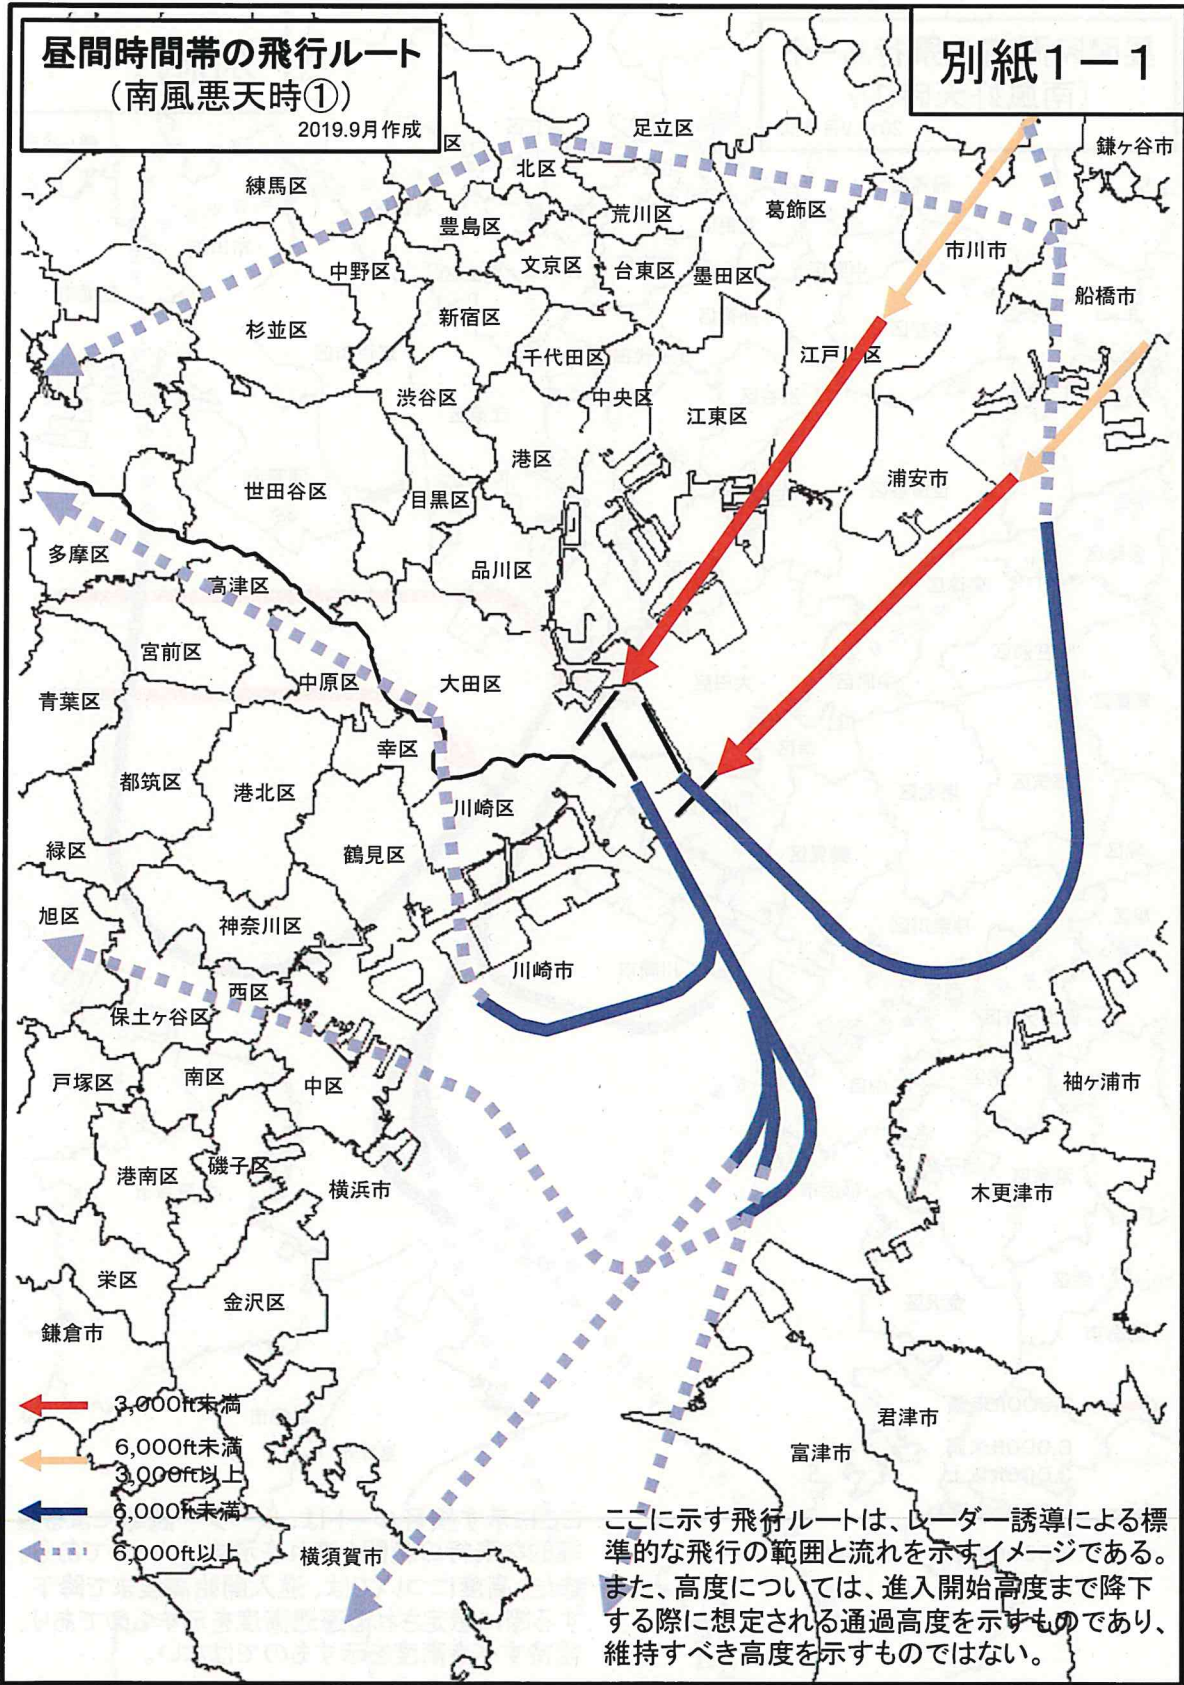 昼間時間帯の飛行ルート
（南風悪天時①）
2019.9月作成
別紙1－1
足立区
鎌ヶ谷市
区
北区
練馬区
荒川区
葛飾区
豊島区
市川市
文京区
中野区
台東区
墨田区
船橋市
新宿区
杉並区
千代田区
江戸川区
渋谷区
中央区
江東区
港区
浦安市
世田谷区
目黒区
多摩区
品川区
高津区
宮前区
中原区
大田区
青葉区
幸区
都筑区
港北区
川崎区
緑区
鶴見区
旭区
神奈川区
川崎市
西区
保土ヶ谷区
戸塚区
南区
中区
袖ヶ浦市
港南区
磯子区
横浜市
木更津市
栄区
金沢区
鎌倉市
君津市
富津市
横須賀市
3,000ft未満
6,000ft未満
3,000ft以上
6,000ft未満
6,000ft以上
ここに示す飛行ルートは、レーダー誘導による標
準的な飛行の範囲と流れを示すイメージである。
また、高度については、進入開始高度まで降下
する際に想定される通過高度を示すものであり、
維持すべき高度を示すものではない。